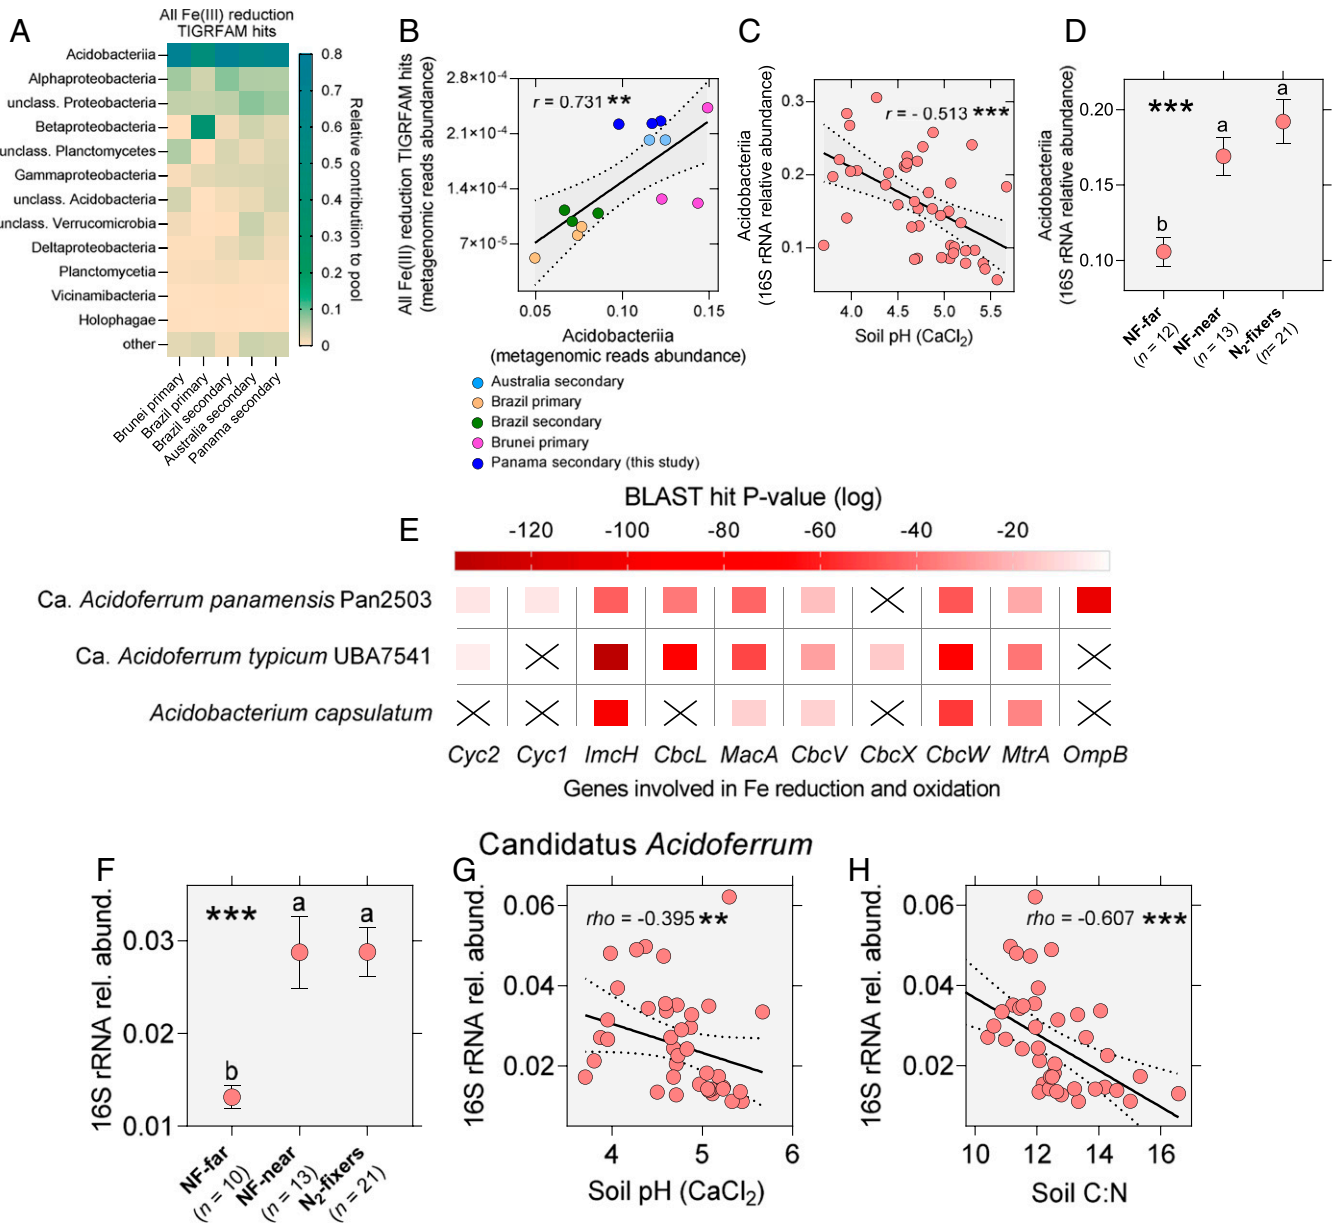 A
All Fe(III) reduction
TIGRFAM hits
Acidobacteriia
Alphaproteobacteria
unclass. Proteobacteria
Betaproteobacteria
unclass. Planctomycetes
Gammaproteobacteria
unclass. Acidobacteria
unclass. Verrucomicrobia
Deltaproteobacteria
Planctomycetia
Vicinamibacteria
Holophagae
other
Brunei primary
Brazil primary
Brazil secondary
Australia secondary
Panama secondary
0.8
0.7
0.6
0.5
0.4
0.3
0.2
0.1
0
Relative contribution to pool
B
All Fe(III) reduction TIGRFAM hits
(metagenomic reads abundance)
2.8×10⁻⁴
2.1×10⁻⁴
1.4×10⁻⁴
7×10⁻⁵
r = 0.731 **
0.05 0.10 0.15
Acidobacteriia
(metagenomic reads abundance)
Australia secondary
Brazil primary
Brazil secondary
Brunei primary
Panama secondary (this study)
C
Acidobacteriia
(16S rRNA relative abundance)
0.3
0.2
0.1
r = - 0.513 ***
4.0 4.5 5.0 5.5
Soil pH (CaCl₂)
D
Acidobacteriia
(16S rRNA relative abundance)
0.20
0.15
0.10
***
b
a
a
NF-far
(n = 12)
NF-near
(n = 13)
N₂-fixers
(n= 21)
E
BLAST hit P-value (log)
-120 -100 -80 -60 -40 -20
Ca. Acidoferrum panamensis Pan2503
Ca. Acidoferrum typicum UBA7541
Acidobacterium capsulatum
Cyc2 Cyc1 ImcH CbcL MacA CbcV CbcX CbcW MtrA OmpB
Genes involved in Fe reduction and oxidation
Candidatus Acidoferrum
F
16S rRNA rel. abund.
0.03
0.02
0.01
***
b
a
a
NF-far
(n = 10)
NF-near
(n = 13)
N₂-fixers
(n = 21)
G
16S rRNA rel. abund.
0.06
0.04
0.02
rho = -0.395 **
4 5 6
Soil pH (CaCl₂)
H
16S rRNA rel. abund.
0.06
0.04
0.02
rho = -0.607 ***
10 12 14 16
Soil C:N